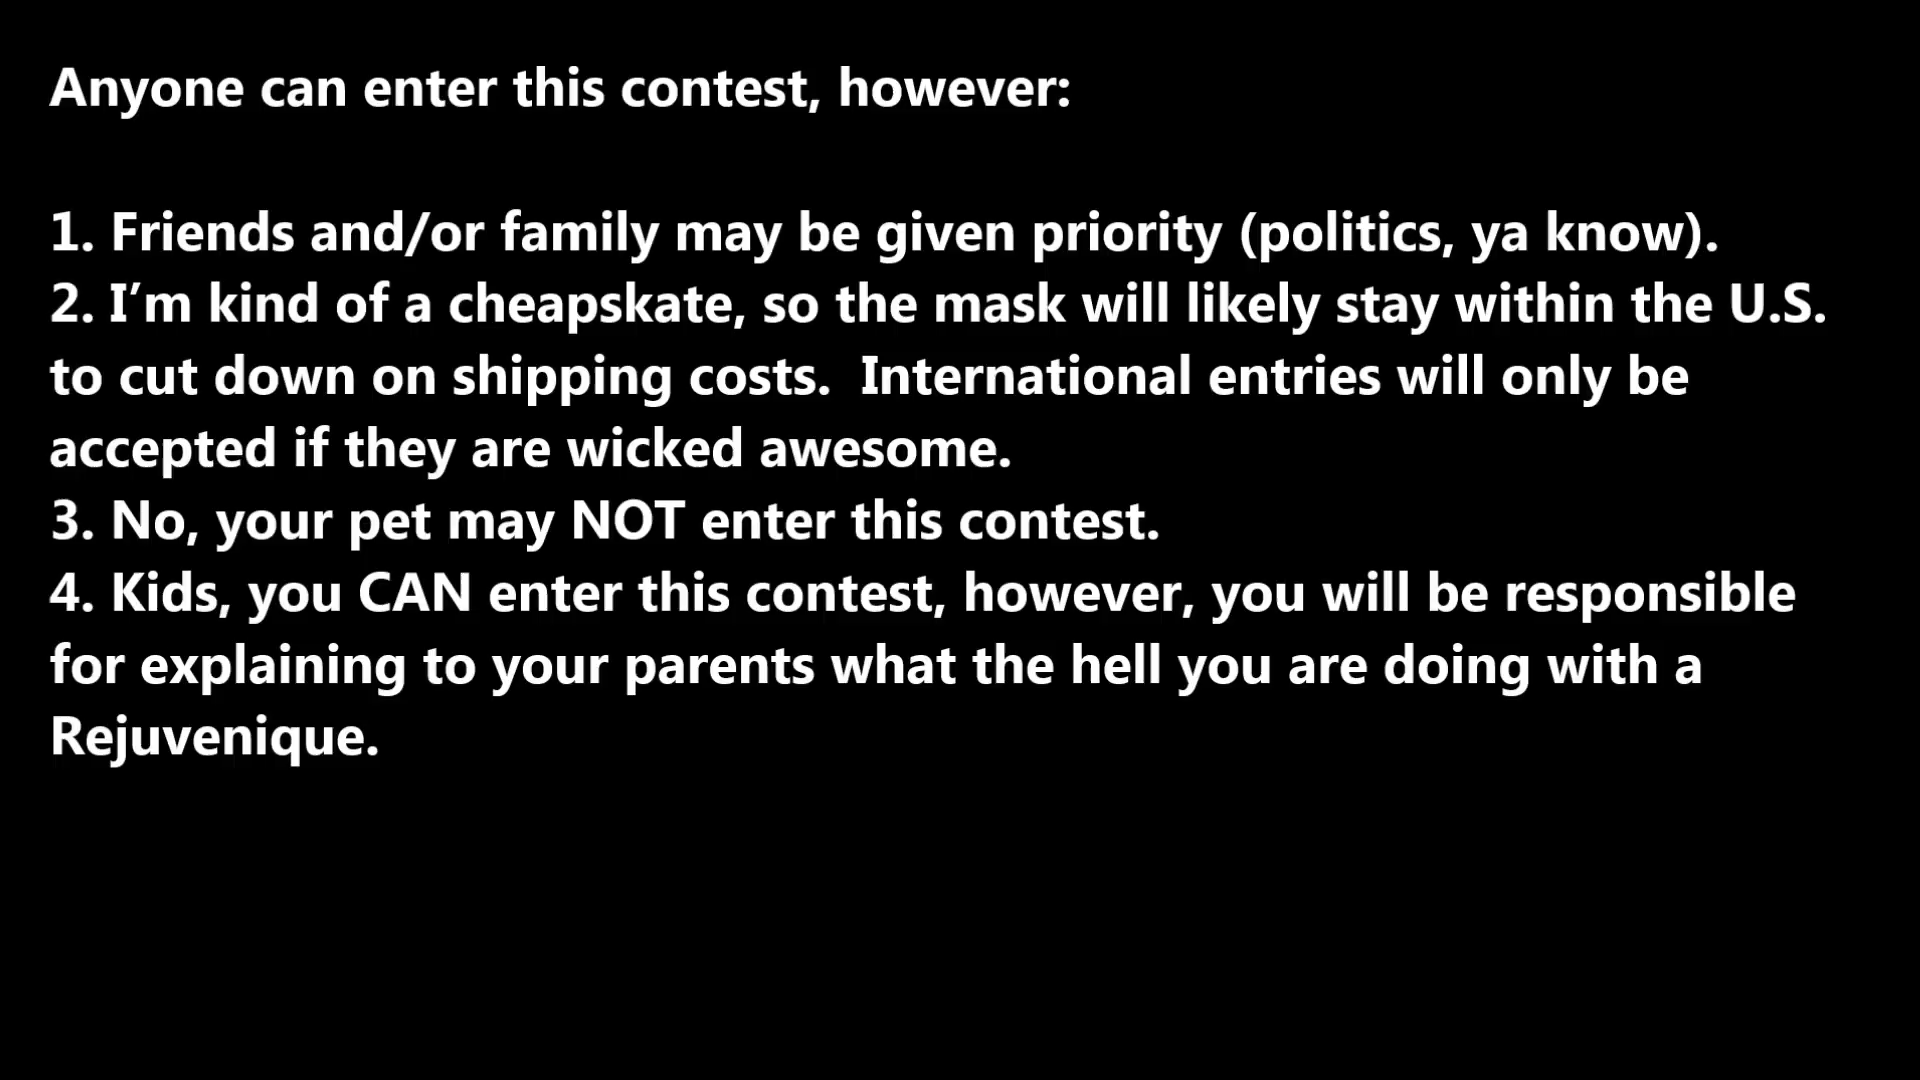 Anyone can enter this contest, however:
1. Friends and/or family may be given priority (politics, ya know).
2. I’m kind of a cheapskate, so the mask will likely stay within the U.S.
to cut down on shipping costs.  International entries will only be
accepted if they are wicked awesome.
3. No, your pet may NOT enter this contest.
4. Kids, you CAN enter this contest, however, you will be responsible
for explaining to your parents what the hell you are doing with a
Rejuvenique.